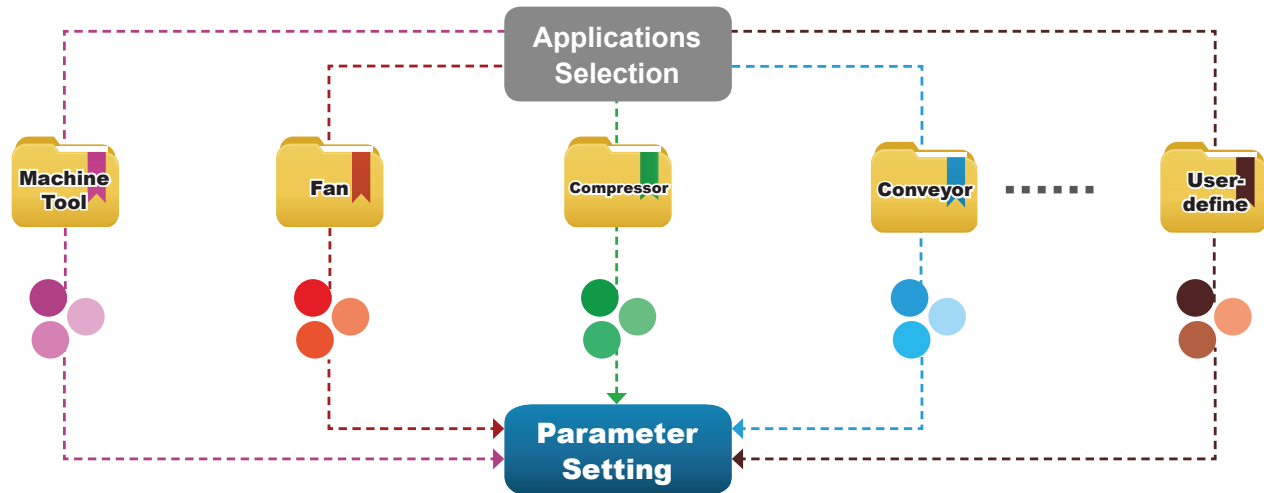 Applications
Selection
Machine
Tool
Fan
Compressor
Conveyor
User-
define
Parameter
Setting